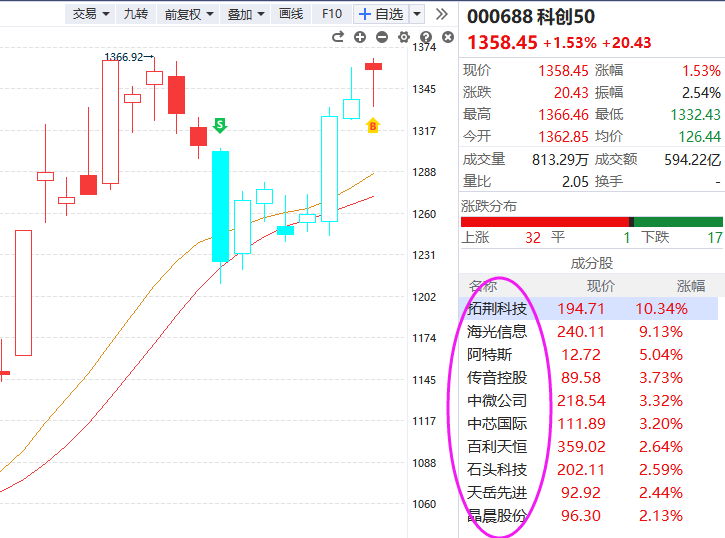 交易 九转 前复权 叠加 画线 F10 +自选
000688 科创50
1358.45 +1.53% +20.43
现价 1358.45 涨幅 1.53%
涨跌 20.43 振幅 2.54%
最高 1366.46 最低 1332.43
今开 1362.85 均价 126.44
成交量 813.29万 成交额 594.22亿
量比 2.05 换手 -
涨跌分布
上涨 32 平 1 下跌 17
成分股
名称 现价 涨幅
拓荆科技 194.71 10.34%
海光信息 240.11 9.13%
阿特斯 12.72 5.04%
传音控股 89.58 3.73%
中微公司 218.54 3.32%
中芯国际 111.89 3.20%
百利天恒 359.02 2.64%
石头科技 202.11 2.59%
天岳先进 92.92 2.44%
晶晨股份 96.30 2.13%
1366.92→
S
B
1374
1345
1317
1288
1260
1231
1202
1174
1145
1117
1088
1060